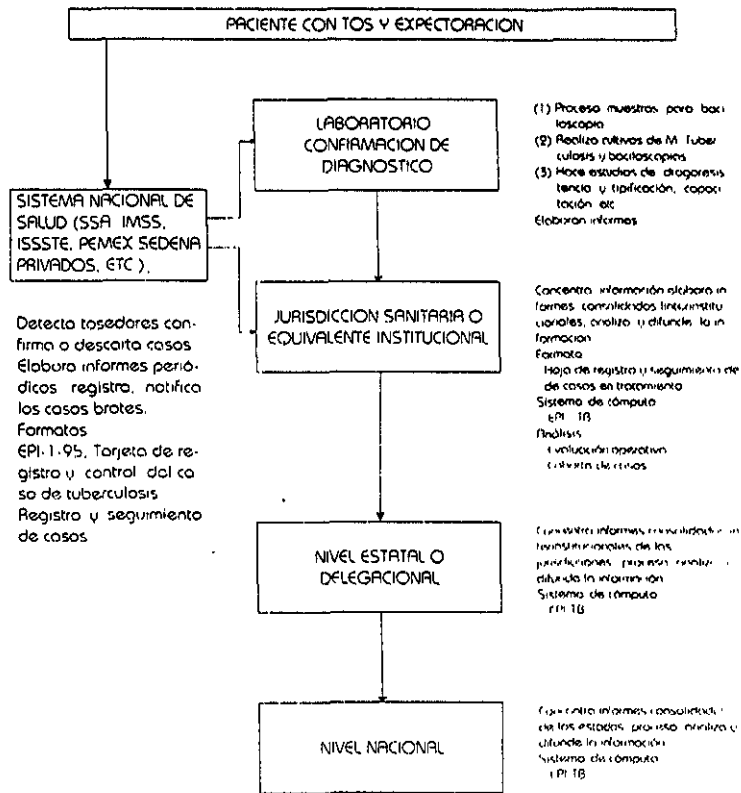 PACIENTE CON TOS Y EXPECTORACION
LABORATORIO
CONFIRMACION DE
DIAGNOSTICO
(1) Procesa muestras para baci
loscopia
(2) Realiza cultivos de M. Tuber
culosis y baciloscopias
(3) Hace estudios de drogoresis
tencia y tipificación, capaci
tación etc
Elaboran informes
SISTEMA NACIONAL DE
SALUD (SSA IMSS,
ISSSTE, PEMEX SEDENA
PRIVADOS, ETC ),
Detecta tosedores con-
firma o descarta casos
Elabora informes perió-
dicos registra, notifica
los casos brotes.
Formatos
EPI-1-95, Tarjeta de re-
gistro y control del ca
so de tuberculosis
Registro y seguimiento
de casos
JURISDICCION SANITARIA O
EQUIVALENTE INSTITUCIONAL
Concentra información elabora in
formes consolidados
analiza y difunde la in
formación
Formato
Hoja de registro y seguimiento de
de casos en tratamiento
Sistema de cómputo
EPI-TB
Análisis
Evaluación operativa
Cohorte de casos
NIVEL ESTATAL O
DELEGACIONAL
Concentra informes consolidados in
terinstitucionales de las
jurisdicciones procesa analiza
difunde la información
Sistema de cómputo
EPI TB
NIVEL NACIONAL
Concentra informes consolidados
de los estados procesa analiza y
difunde la información
Sistema de cómputo
EPI TB